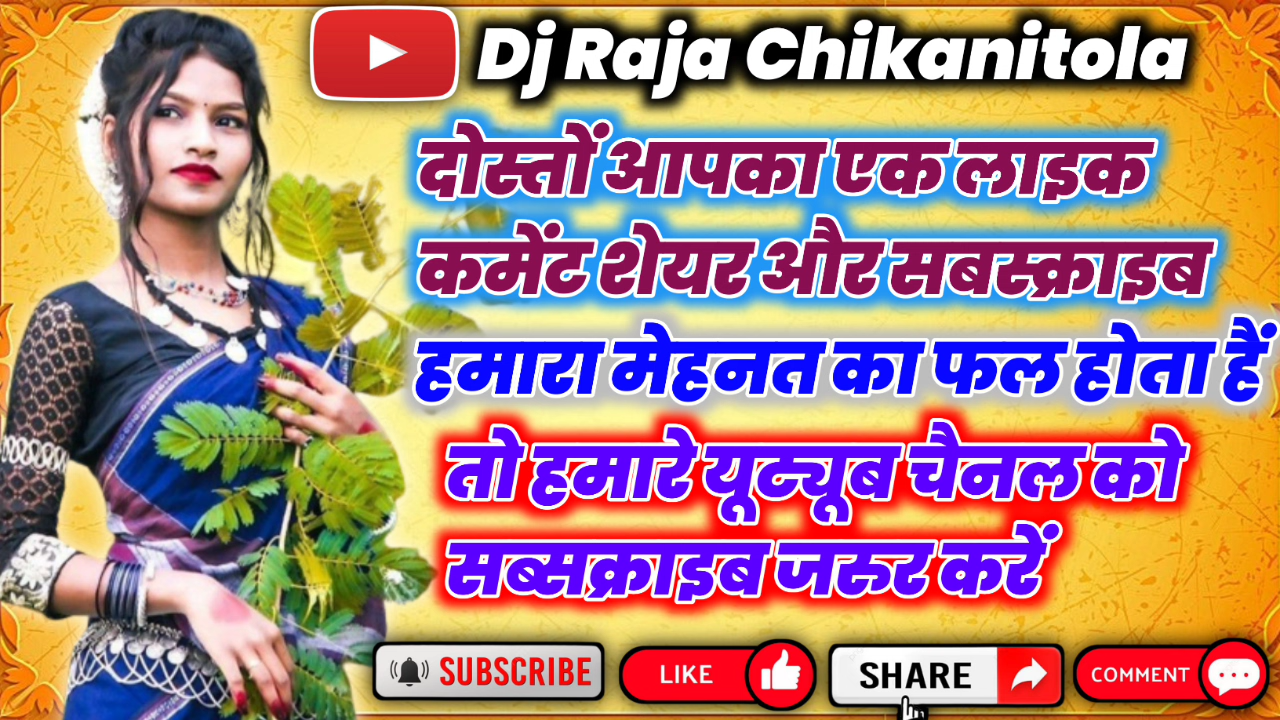 Dj Raja Chikanitola
दोस्तों आपका एक लाइक
कमेंट शेयर और सबस्क्राइब
हमारा मेहनत का फल होता हैं
तो हमारे यूट्यूब चैनल को
सब्सक्राइब जरुर करें
SUBSCRIBE
LIKE
SHARE
COMMENT